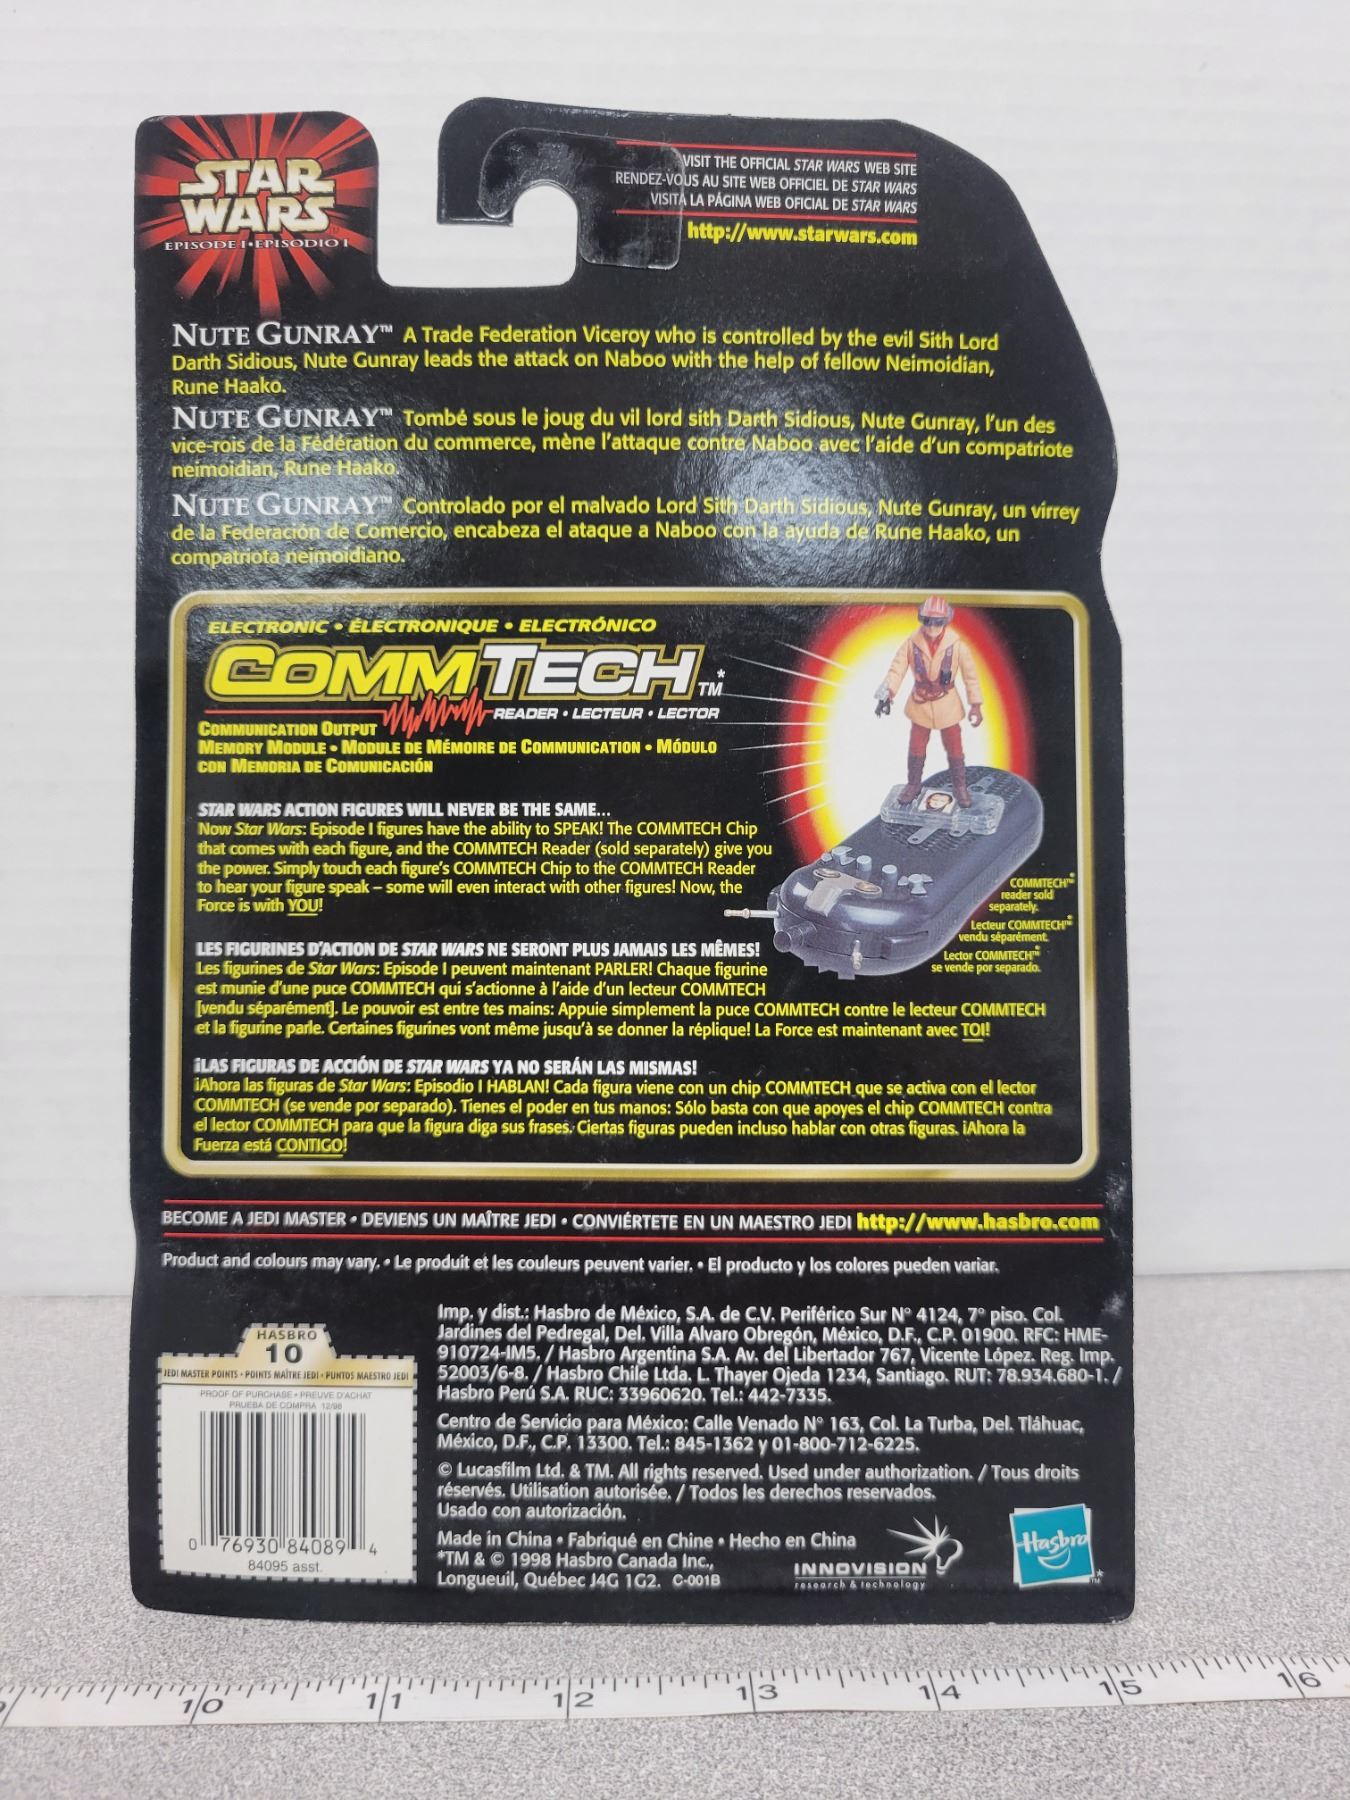 STAR
WARS
EPISODE I • EPISODIO I
VISIT THE OFFICIAL STAR WARS WEB SITE
RENDEZ-VOUS AU SITE WEB OFFICIEL DE STAR WARS
VISITA LA PÁGINA WEB OFICIAL DE STAR WARS
http://www.starwars.com
NUTE GUNRAY™ A Trade Federation Viceroy who is controlled by the evil Sith Lord
Darth Sidious, Nute Gunray leads the attack on Naboo with the help of fellow Neimoidian,
Rune Haako.
NUTE GUNRAY™ Tombé sous le joug du vil lord sith Darth Sidious, Nute Gunray, l'un des
vice-rois de la Fédération du commerce, mène l'attaque contre Naboo avec l'aide d'un compatriote
neimoidian, Rune Haako.
NUTE GUNRAY™ Controlado por el malvado Lord Sith Darth Sidious, Nute Gunray, un virrey
de la Federación de Comercio, encabeza el ataque a Naboo con la ayuda de Rune Haako, un
compatriota neimoidiano.
ELECTRONIC • ÉLECTRONIQUE • ELECTRÓNICO
COMMTECH™*
READER • LECTEUR • LECTOR
COMMUNICATION OUTPUT
MEMORY MODULE • MODULE DE MÉMOIRE DE COMMUNICATION • MÓDULO
CON MEMORIA DE COMUNICACIÓN
STAR WARS ACTION FIGURES WILL NEVER BE THE SAME...
Now Star Wars: Episode I figures have the ability to SPEAK! The COMMTECH Chip
that comes with each figure, and the COMMTECH Reader (sold separately) give you
the power. Simply touch each figure's COMMTECH Chip to the COMMTECH Reader
to hear your figure speak – some will even interact with other figures! Now, the
Force is with YOU!
COMMTECH™*
reader sold
separately.
Lecteur COMMTECH™*
vendu séparément.
Lector COMMTECH™*
se vende por separado.
LES FIGURINES D'ACTION DE STAR WARS NE SERONT PLUS JAMAIS LES MÊMES!
Les figurines de Star Wars: Episode I peuvent maintenant PARLER! Chaque figurine
est munie d'une puce COMMTECH qui s'actionne à l'aide d'un lecteur COMMTECH
[vendu séparément]. Le pouvoir est entre tes mains: Appuie simplement la puce COMMTECH contre le lecteur COMMTECH
et la figurine parle. Certaines figurines vont même jusqu'à se donner la réplique! La Force est maintenant avec TOI!
¡LAS FIGURAS DE ACCIÓN DE STAR WARS YA NO SERÁN LAS MISMAS!
¡Ahora las figuras de Star Wars: Episodio I HABLAN! Cada figura viene con un chip COMMTECH que se activa con el lector
COMMTECH (se vende por separado). Tienes el poder en tus manos: Sólo basta con que apoyes el chip COMMTECH contra
el lector COMMTECH para que la figura diga sus frases. Ciertas figuras pueden incluso hablar con otras figuras. ¡Ahora la
Fuerza está CONTIGO!
BECOME A JEDI MASTER • DEVIENS UN MAÎTRE JEDI • CONVIÉRTETE EN UN MAESTRO JEDI http://www.hasbro.com
Product and colours may vary. • Le produit et les couleurs peuvent varier. • El producto y los colores pueden variar.
HASBRO
10
JEDI MASTER POINTS • POINTS MAÎTRE JEDI • PUNTOS MAESTRO JEDI
PROOF OF PURCHASE • PREUVE D'ACHAT
PRUEBA DE COMPRA 12/98
0 76930 84089 4
84095 asst.
Imp. y dist.: Hasbro de México, S.A. de C.V. Periférico Sur N° 4124, 7° piso. Col.
Jardines del Pedregal, Del. Villa Alvaro Obregón, México, D.F., C.P. 01900. RFC: HME-
910724-IM5. / Hasbro Argentina S.A. Av. del Libertador 767, Vicente López. Reg. Imp.
52003/6-8. / Hasbro Chile Ltda. L. Thayer Ojeda 1234, Santiago. RUT: 78.934.680-1. /
Hasbro Perú S.A. RUC: 33960620. Tel.: 442-7335.
Centro de Servicio para México: Calle Venado N° 163, Col. La Turba, Del. Tláhuac,
México, D.F., C.P. 13300. Tel.: 845-1362 y 01-800-712-6225.
© Lucasfilm Ltd. & TM. All rights reserved. Used under authorization. / Tous droits
réservés. Utilisation autorisée. / Todos los derechos reservados.
Usado con autorización.
Made in China • Fabriqué en Chine • Hecho en China
*TM & © 1998 Hasbro Canada Inc.,
Longueuil, Québec J4G 1G2. C-001B
INNOVISION
research & technology
Hasbro
™*
10 11 12 13 14 15 16